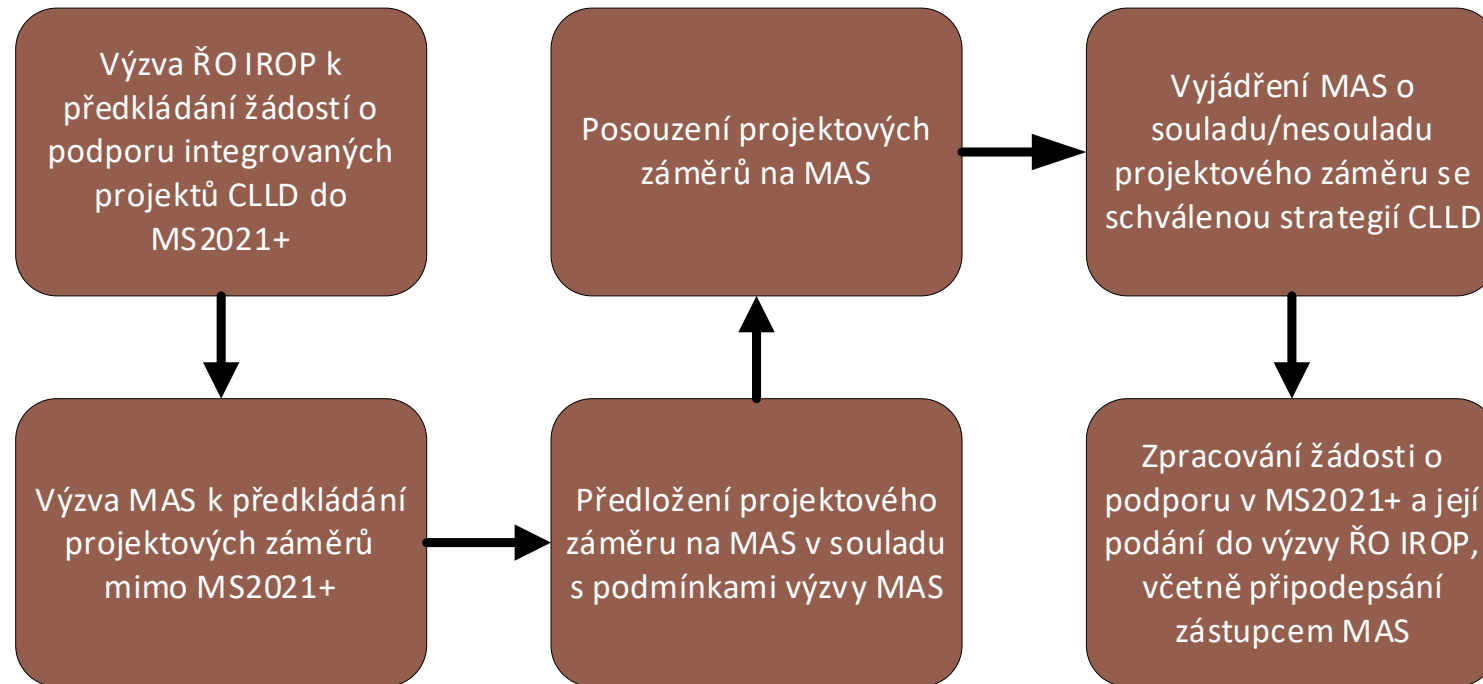 Výzva ŘO IROP k
předkládání žádostí o
podporu integrovaných
projektů CLLD do
MS2021+
Výzva MAS k předkládání
projektových záměrů
mimo MS2021+
Předložení projektového
záměru na MAS v souladu
s podmínkami výzvy MAS
Posouzení projektových
záměrů na MAS
Vyjádření MAS o
souladu/nesouladu
projektového záměru se
schválenou strategií CLLD
Zpracování žádosti o
podporu v MS2021+ a její
podání do výzvy ŘO IROP,
včetně připodepsání
zástupcem MAS